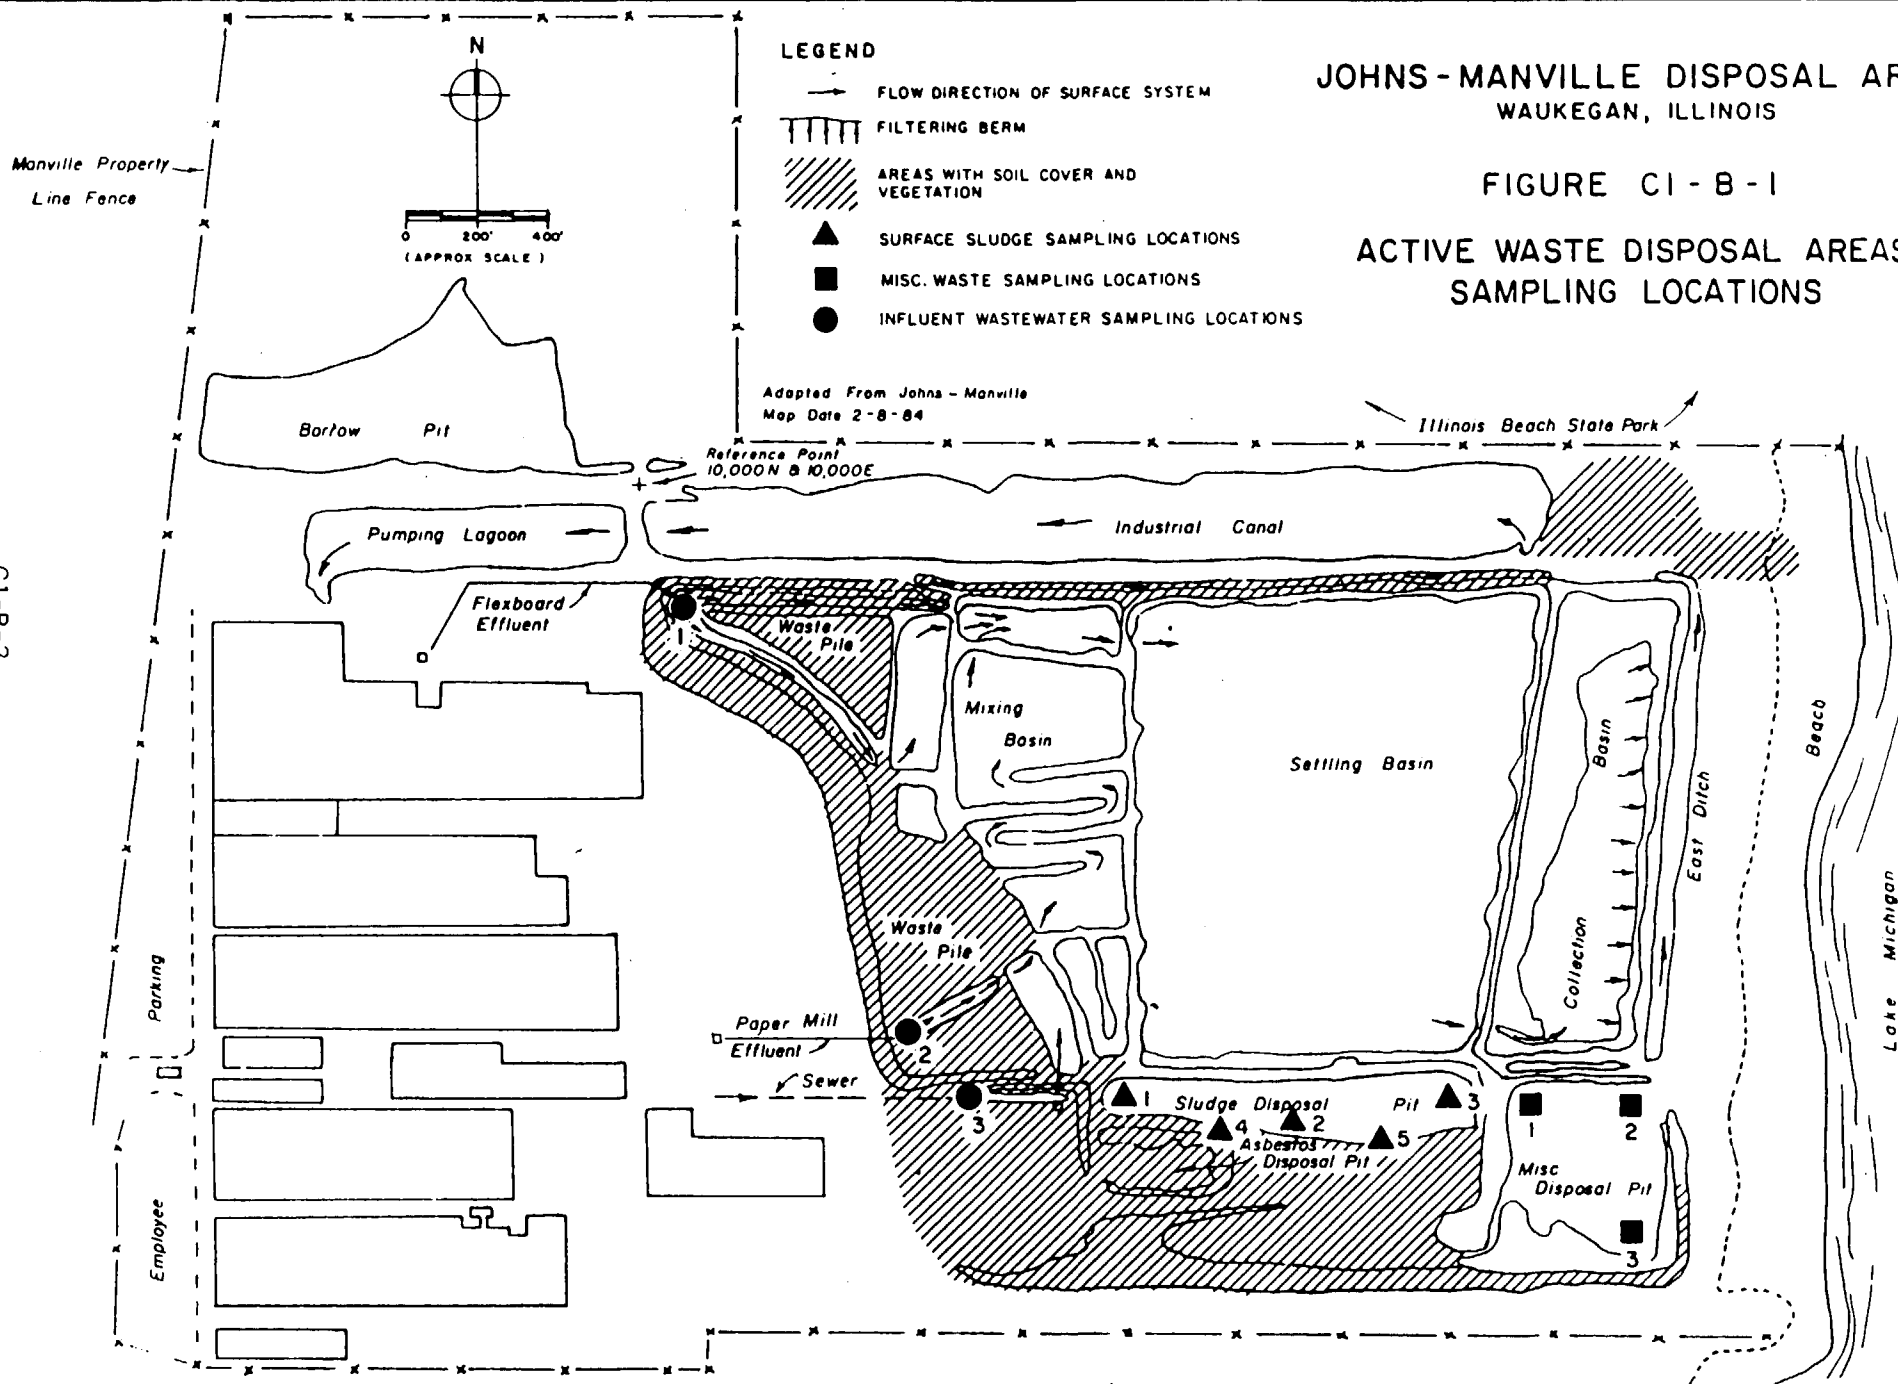 N
0 200' 400'
(APPROX SCALE)
Manville Property
Line Fence
LEGEND
FLOW DIRECTION OF SURFACE SYSTEM
FILTERING BERM
AREAS WITH SOIL COVER AND
VEGETATION
SURFACE SLUDGE SAMPLING LOCATIONS
MISC. WASTE SAMPLING LOCATIONS
INFLUENT WASTEWATER SAMPLING LOCATIONS
Adapted From Johns - Manville
Map Date 2-8-84
JOHNS-MANVILLE DISPOSAL AR
WAUKEGAN, ILLINOIS
FIGURE C1-B-1
ACTIVE WASTE DISPOSAL AREAS
SAMPLING LOCATIONS
Illinois Beach State Park
Borrow Pit
Reference Point
10,000N & 10,000E
Pumping Lagoon
Industrial Canal
Flexboard
Effluent
1
Waste
Pile
Mixing
Basin
Settling Basin
Collection Basin
East Ditch
Beach
Lake Michigan
Waste
Pile
Paper Mill
Effluent
2
Sewer
3
1
Sludge Disposal Pit
3
4
2
5
Asbestos
Disposal Pit
1
2
Misc
Disposal Pit
3
Parking
Employee